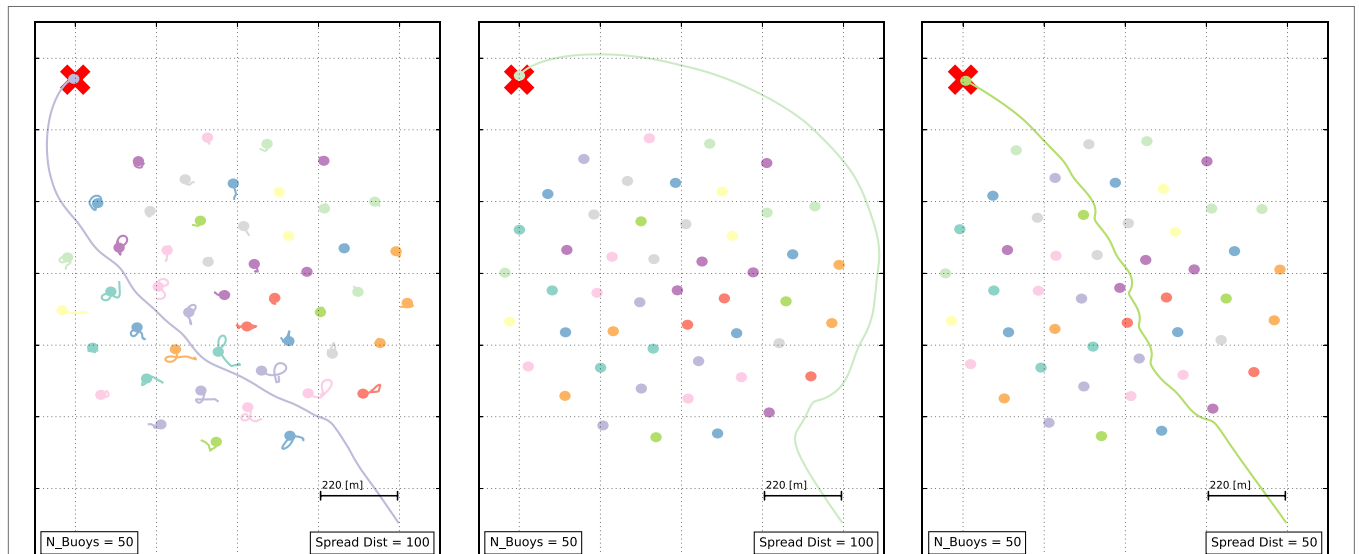 220 [m]
N_Buoys = 50
Spread Dist = 100
220 [m]
N_Buoys = 50
Spread Dist = 100
220 [m]
N_Buoys = 50
Spread Dist = 50